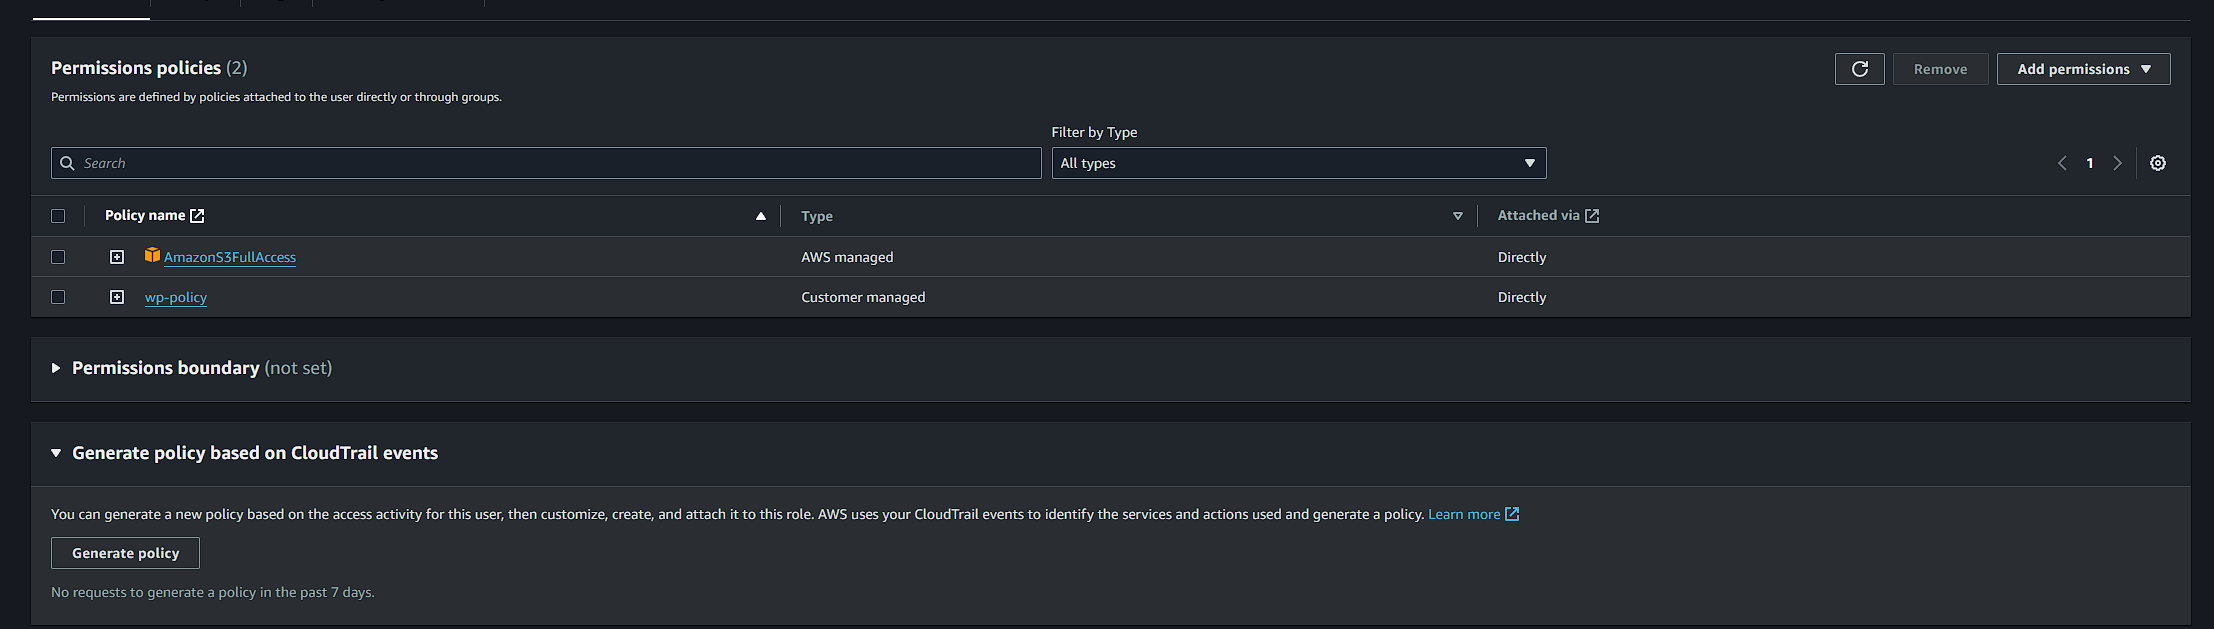 Permissions policies (2)
Remove
Add permissions
Permissions are defined by policies attached to the user directly or through groups.
Filter by Type
Search
All types
1
Policy name
Type
Attached via
AmazonS3FullAccess
AWS managed
Directly
wp-policy
Customer managed
Directly
Permissions boundary (not set)
Generate policy based on CloudTrail events
You can generate a new policy based on the access activity for this user, then customize, create, and attach it to this role. AWS uses your CloudTrail events to identify the services and actions used and generate a policy. Learn more
Generate policy
No requests to generate a policy in the past 7 days.